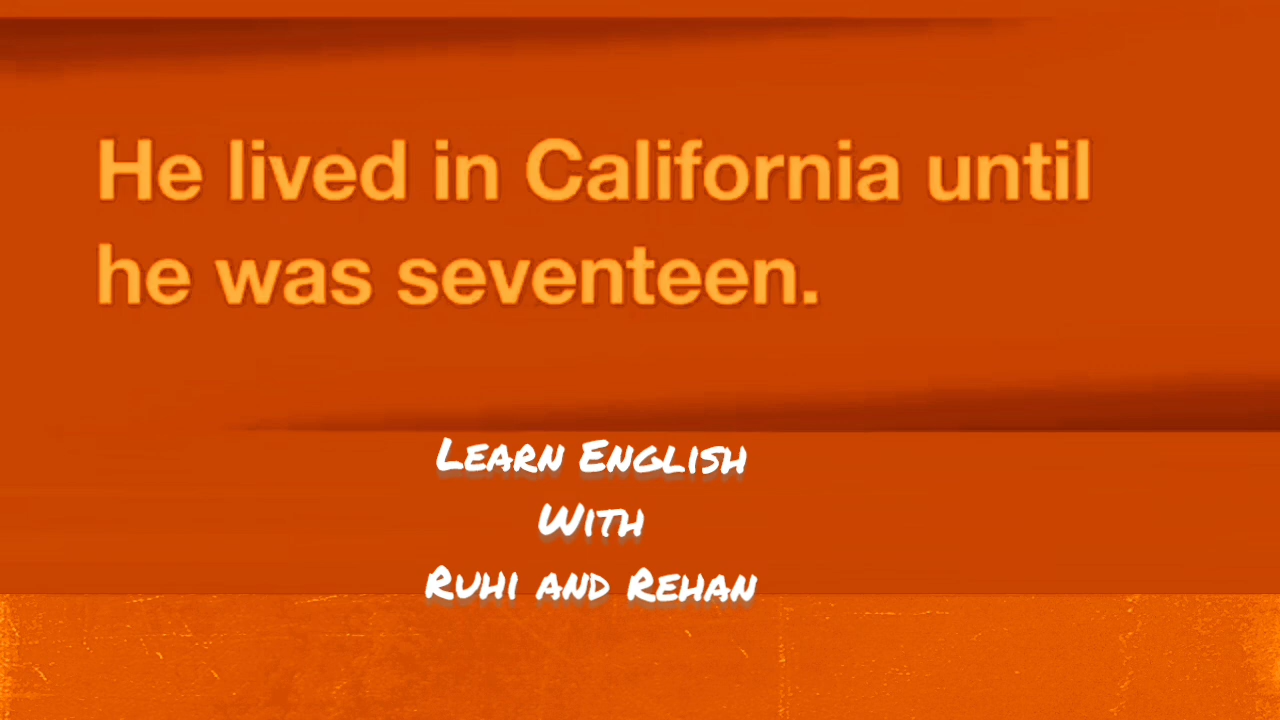 He lived in California until
he was seventeen.
Learn English
With
Ruhi and Rehan